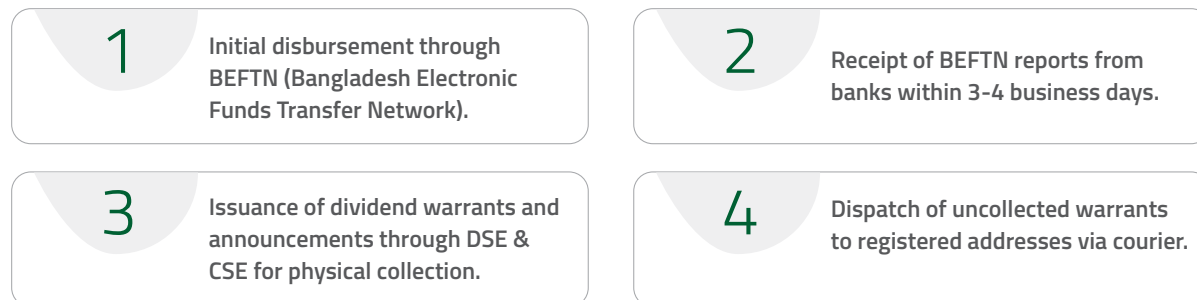 1
Initial disbursement through
BEFTN (Bangladesh Electronic
Funds Transfer Network).
2
Receipt of BEFTN reports from
banks within 3-4 business days.
3
Issuance of dividend warrants and
announcements through DSE &
CSE for physical collection.
4
Dispatch of uncollected warrants
to registered addresses via courier.